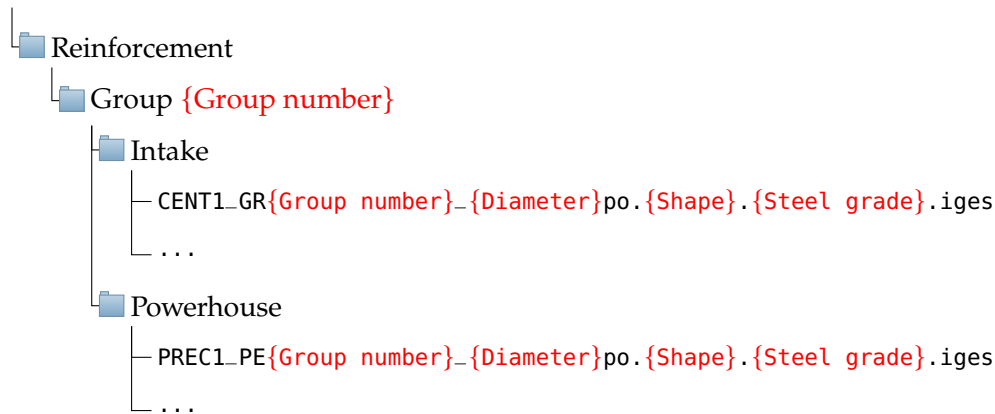 Reinforcement
Group {Group number}
Intake
CENT1_GR{Group number}_{Diameter}po.{Shape}.{Steel grade}.iges
...
Powerhouse
PREC1_PE{Group number}_{Diameter}po.{Shape}.{Steel grade}.iges
...